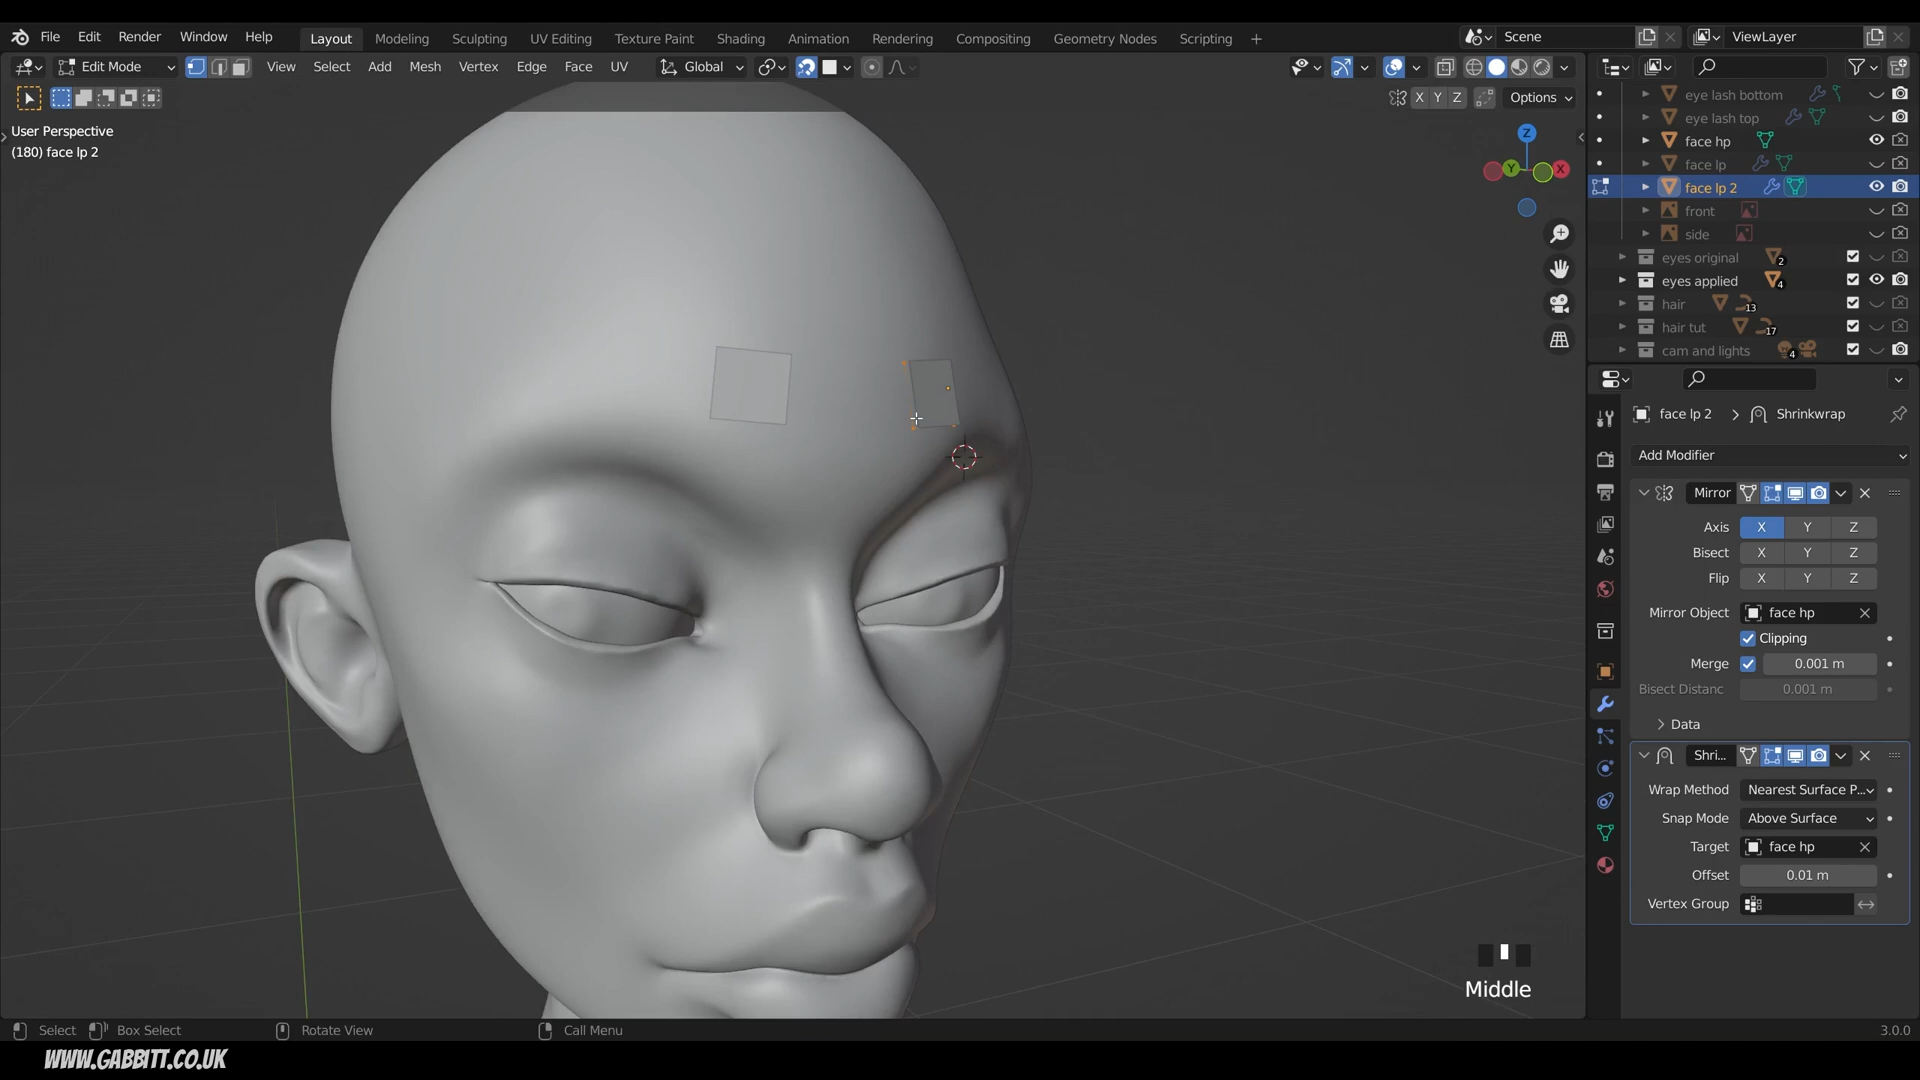 File Edit Render Window Help Layout Modeling Sculpting UV Editing Texture Paint Shading Animation Rendering Compositing Geometry Nodes Scripting + Scene ViewLayer
Edit Mode View Select Add Mesh Vertex Edge Face UV Global
X Y Z Options
User Perspective
(180) face lp 2
Z
Y X
eye lash bottom
eye lash top
face hp
face lp
face lp 2
front
side
eyes original 2
eyes applied 4
hair 13
hair tut 17
cam and lights 4
face lp 2 > Shrinkwrap
Add Modifier
Mirror
Axis X Y Z
Bisect X Y Z
Flip X Y Z
Mirror Object face hp
Clipping
Merge 0.001 m
Bisect Distanc 0.001 m
Data
Shri...
Wrap Method Nearest Surface P...
Snap Mode Above Surface
Target face hp
Offset 0.01 m
Vertex Group
Middle
Select Box Select Rotate View Call Menu 3.0.0
WWW.GABBITT.CO.UK